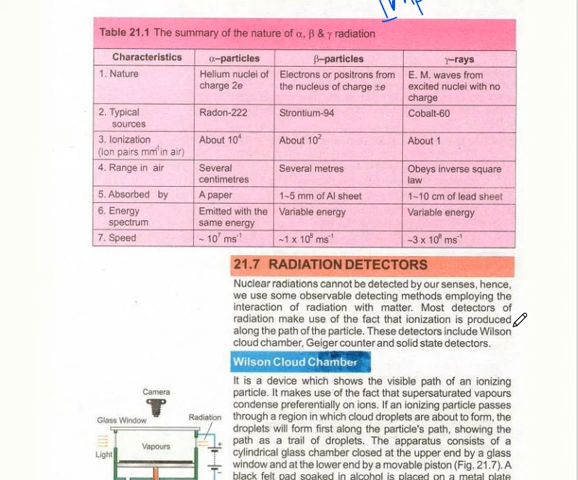 Imp
Table 21.1 The summary of the nature of α, β & γ radiation
Characteristics α–particles β–particles γ–rays
1. Nature Helium nuclei of charge 2e Electrons or positrons from the nucleus of charge ±e E. M. waves from excited nuclei with no charge
2. Typical sources Radon-222 Strontium-94 Cobalt-60
3. Ionization (Ion pairs mm⁻¹ in air) About 10⁴ About 10² About 1
4. Range in air Several centimetres Several metres Obeys inverse square law
5. Absorbed by A paper 1~5 mm of Al sheet 1~10 cm of lead sheet
6. Energy spectrum Emitted with the same energy Variable energy Variable energy
7. Speed ~ 10⁷ ms⁻¹ ~1 x 10⁸ ms⁻¹ ~3 x 10⁸ ms⁻¹
21.7 RADIATION DETECTORS
Nuclear radiations cannot be detected by our senses, hence,
we use some observable detecting methods employing the
interaction of radiation with matter. Most detectors of
radiation make use of the fact that ionization is produced
along the path of the particle. These detectors include Wilson
cloud chamber, Geiger counter and solid state detectors.
Wilson Cloud Chamber
It is a device which shows the visible path of an ionizing
particle. It makes use of the fact that supersaturated vapours
condense preferentially on ions. If an ionizing particle passes
through a region in which cloud droplets are about to form, the
droplets will form first along the particle's path, showing the
path as a trail of droplets. The apparatus consists of a
cylindrical glass chamber closed at the upper end by a glass
window and at the lower end by a movable piston (Fig. 21.7). A
black felt pad soaked in alcohol is placed on a metal plate
Camera
Glass Window
Radiation
Light
Vapours